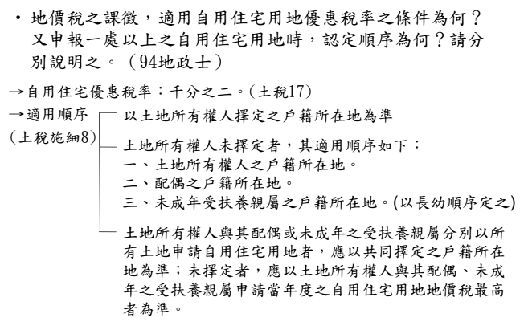 • 地價稅之課徵，適用自用住宅用地優惠稅率之條件為何？
又申報一處以上之自用住宅用地時，認定順序為何？請分
別說明之。（94地政士）
→自用住宅優惠稅率：千分之二。(土稅17)
→適用順序
(土稅施細8)
以土地所有權人擇定之戶籍所在地為準
土地所有權人未擇定者，其適用順序如下：
一、土地所有權人之戶籍所在地。
二、配偶之戶籍所在地。
三、未成年受扶養親屬之戶籍所在地。(以長幼順序定之)
土地所有權人與其配偶或未成年之受扶養親屬分別以所
有土地申請自用住宅用地者，應以共同擇定之戶籍所在
地為準；未擇定者，應以土地所有權人與其配偶、未成
年之受扶養親屬申請當年度之自用住宅用地地價稅最高
者為準。